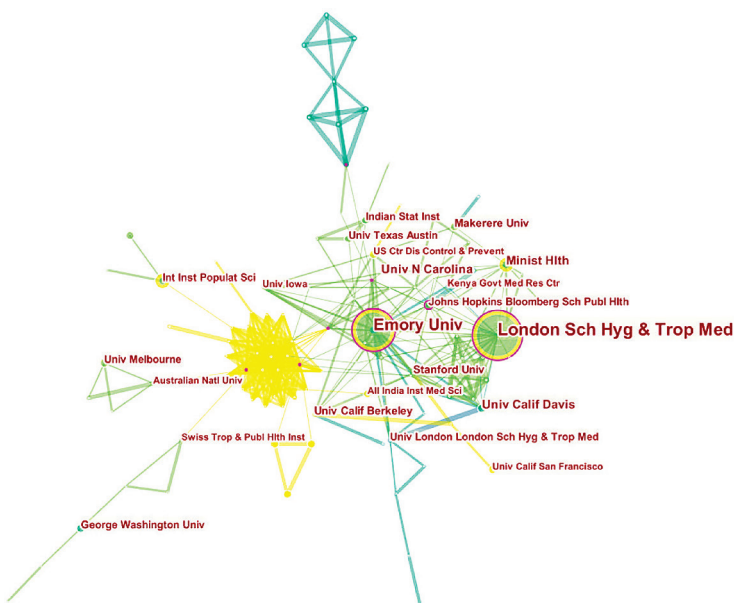 Indian Stat Inst
Makerere Univ
Univ Texas Austin
US Ctr Dis Control & Prevent
Minist Hlth
Univ N Carolina
Int Inst Populat Sci
Univ Iowa
Kenya Govt Med Res Ctr
Johns Hopkins Bloomberg Sch Publ Hlth
Emory Univ
London Sch Hyg & Trop Med
Univ Melbourne
Stanford Univ
Australian Natl Univ
All India Inst Med Sci
Univ Calif Davis
Univ Calif Berkeley
Swiss Trop & Publ Hlth Inst
Univ London London Sch Hyg & Trop Med
Univ Calif San Francisco
George Washington Univ